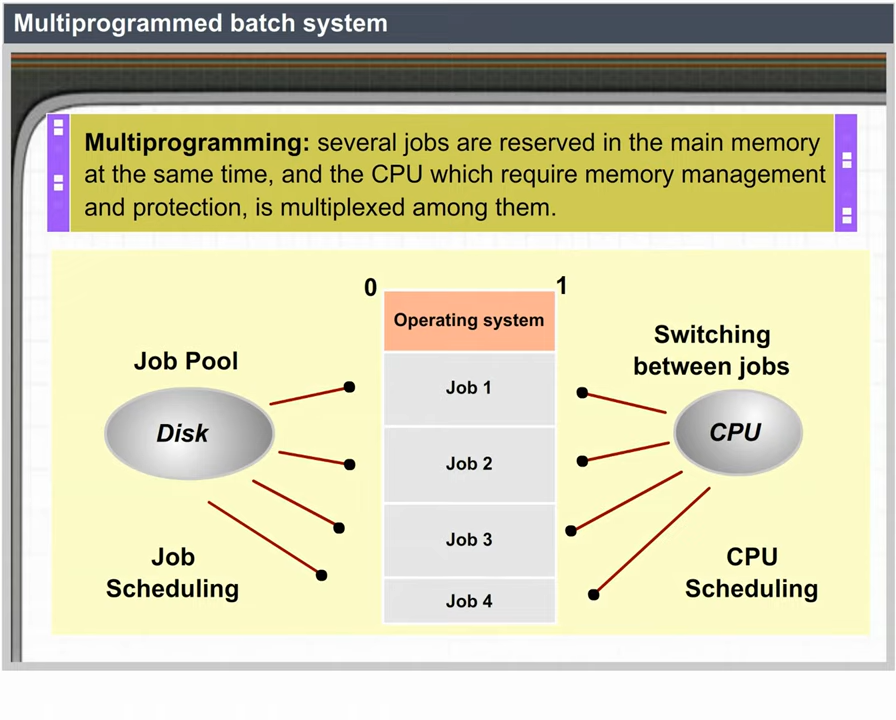 Multiprogrammed batch system
Multiprogramming: several jobs are reserved in the main memory
at the same time, and the CPU which require memory management
and protection, is multiplexed among them.
0
1
Operating system
Switching
between jobs
Job Pool
Job 1
Disk
CPU
Job 2
Job 3
Job
Scheduling
CPU
Scheduling
Job 4